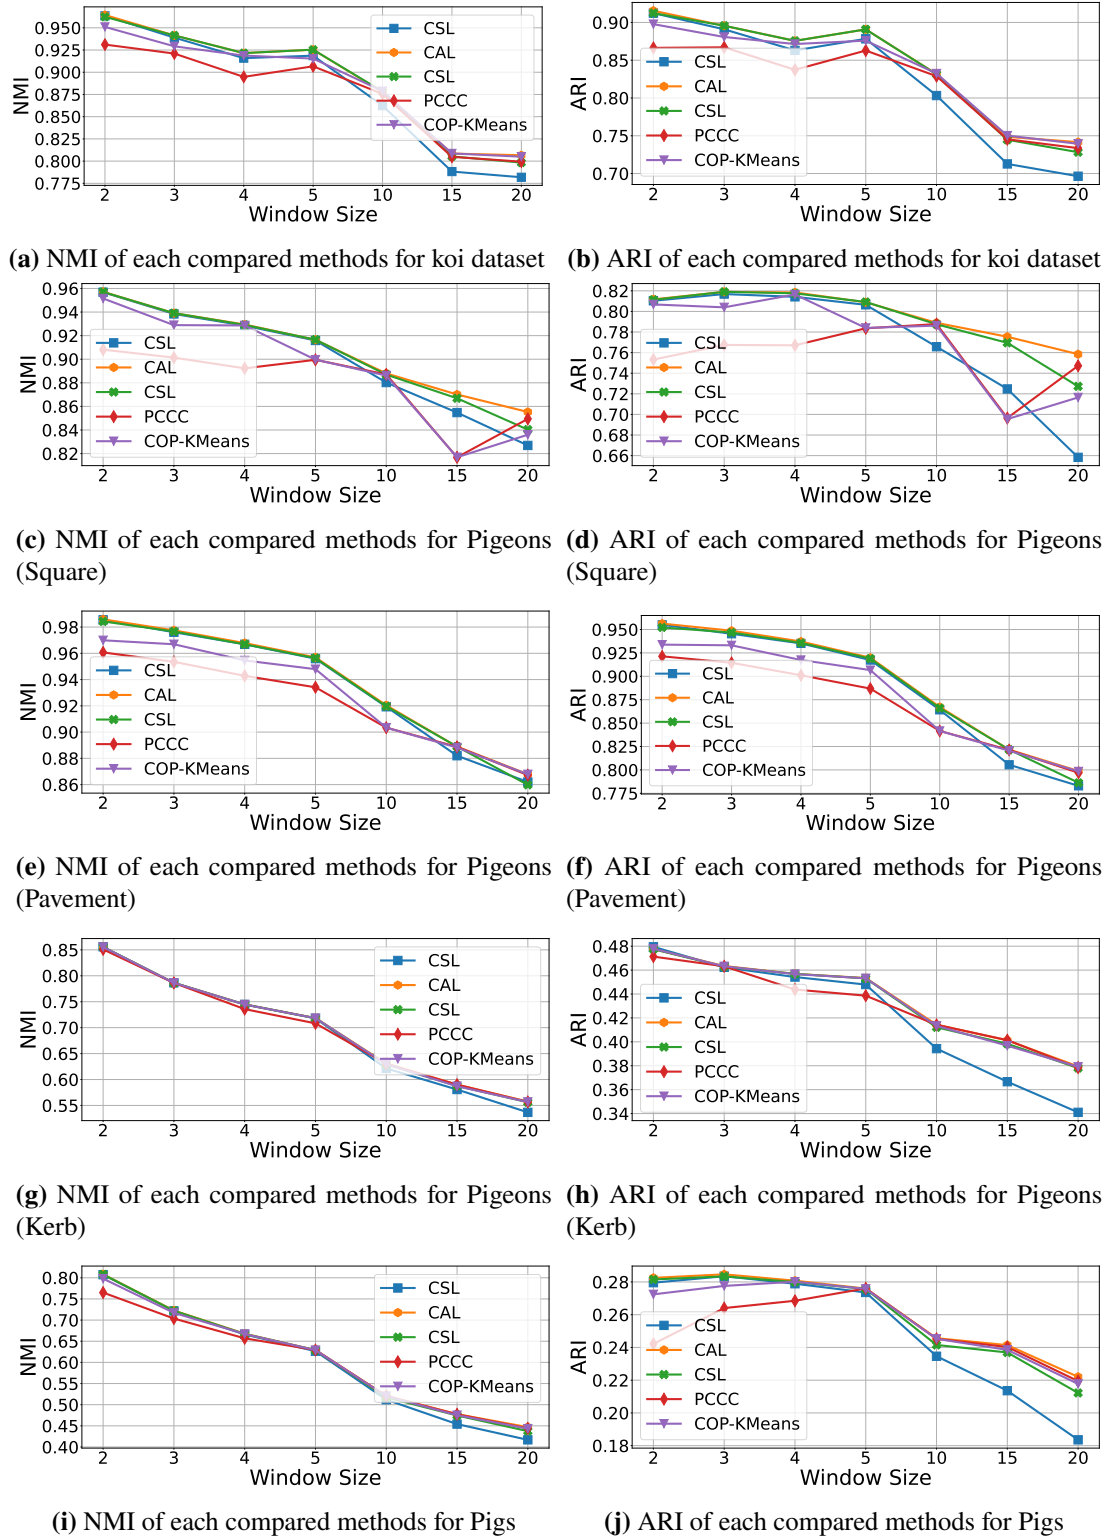 0.950
0.925
0.900
0.875
0.850
0.825
0.800
0.775
NMI
CSL
CAL
CSL
PCCC
COP-KMeans
2 3 4 5 10 15 20
Window Size
(a) NMI of each compared methods for koi dataset
0.90
0.85
0.80
0.75
0.70
ARI
CSL
CAL
CSL
PCCC
COP-KMeans
2 3 4 5 10 15 20
Window Size
(b) ARI of each compared methods for koi dataset
0.96
0.94
0.92
0.90
0.88
0.86
0.84
0.82
NMI
CSL
CAL
CSL
PCCC
COP-KMeans
2 3 4 5 10 15 20
Window Size
(c) NMI of each compared methods for Pigeons
(Square)
0.82
0.80
0.78
0.76
0.74
0.72
0.70
0.68
0.66
ARI
CSL
CAL
CSL
PCCC
COP-KMeans
2 3 4 5 10 15 20
Window Size
(d) ARI of each compared methods for Pigeons
(Square)
0.98
0.96
0.94
0.92
0.90
0.88
0.86
NMI
CSL
CAL
CSL
PCCC
COP-KMeans
2 3 4 5 10 15 20
Window Size
(e) NMI of each compared methods for Pigeons
(Pavement)
0.950
0.925
0.900
0.875
0.850
0.825
0.800
0.775
ARI
CSL
CAL
CSL
PCCC
COP-KMeans
2 3 4 5 10 15 20
Window Size
(f) ARI of each compared methods for Pigeons
(Pavement)
0.85
0.80
0.75
0.70
0.65
0.60
0.55
NMI
CSL
CAL
CSL
PCCC
COP-KMeans
2 3 4 5 10 15 20
Window Size
(g) NMI of each compared methods for Pigeons
(Kerb)
0.48
0.46
0.44
0.42
0.40
0.38
0.36
0.34
ARI
CSL
CAL
CSL
PCCC
COP-KMeans
2 3 4 5 10 15 20
Window Size
(h) ARI of each compared methods for Pigeons
(Kerb)
0.80
0.75
0.70
0.65
0.60
0.55
0.50
0.45
0.40
NMI
CSL
CAL
CSL
PCCC
COP-KMeans
2 3 4 5 10 15 20
Window Size
(i) NMI of each compared methods for Pigs
0.28
0.26
0.24
0.22
0.20
0.18
ARI
CSL
CAL
CSL
PCCC
COP-KMeans
2 3 4 5 10 15 20
Window Size
(j) ARI of each compared methods for Pigs